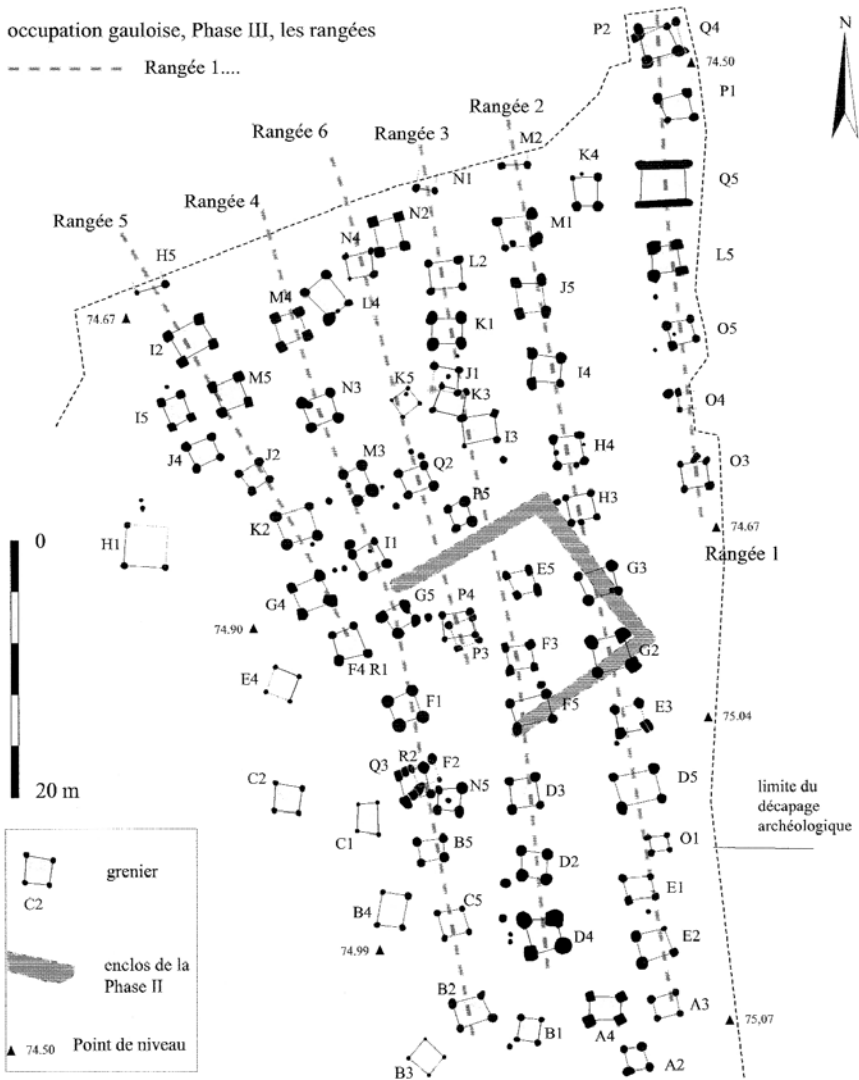 occupation gauloise, Phase III, les rangées
Rangée 1....
P2
Q4
N
74.50
P1
Rangée 2
Rangée 3
Rangée 6
M2
K4
Rangée 4
N1
Q5
Rangée 5
N2
M1
H5
N4
L2
L5
M4
L4
J5
74.67
K1
I2
O5
K5
J1
I4
M5
N3
K3
O4
I5
I3
J4
M3
Q2
H4
O3
J2
P5
H3
K2
74.67
0
H1
I1
Rangée 1
E5
G3
G4
G5
P4
74.90
F3
G2
P3
F4
R1
E4
F1
F5
E3
75.04
Q3
R2
F2
C2
N5
D3
D5
20 m
limite du
décapage
archéologique
C1
B5
O1
D2
grenier
E1
C2
B4
C5
D4
E2
74.99
enclos de la
Phase II
B2
A3
75,07
B1
A4
74.50
Point de niveau
B3
A2